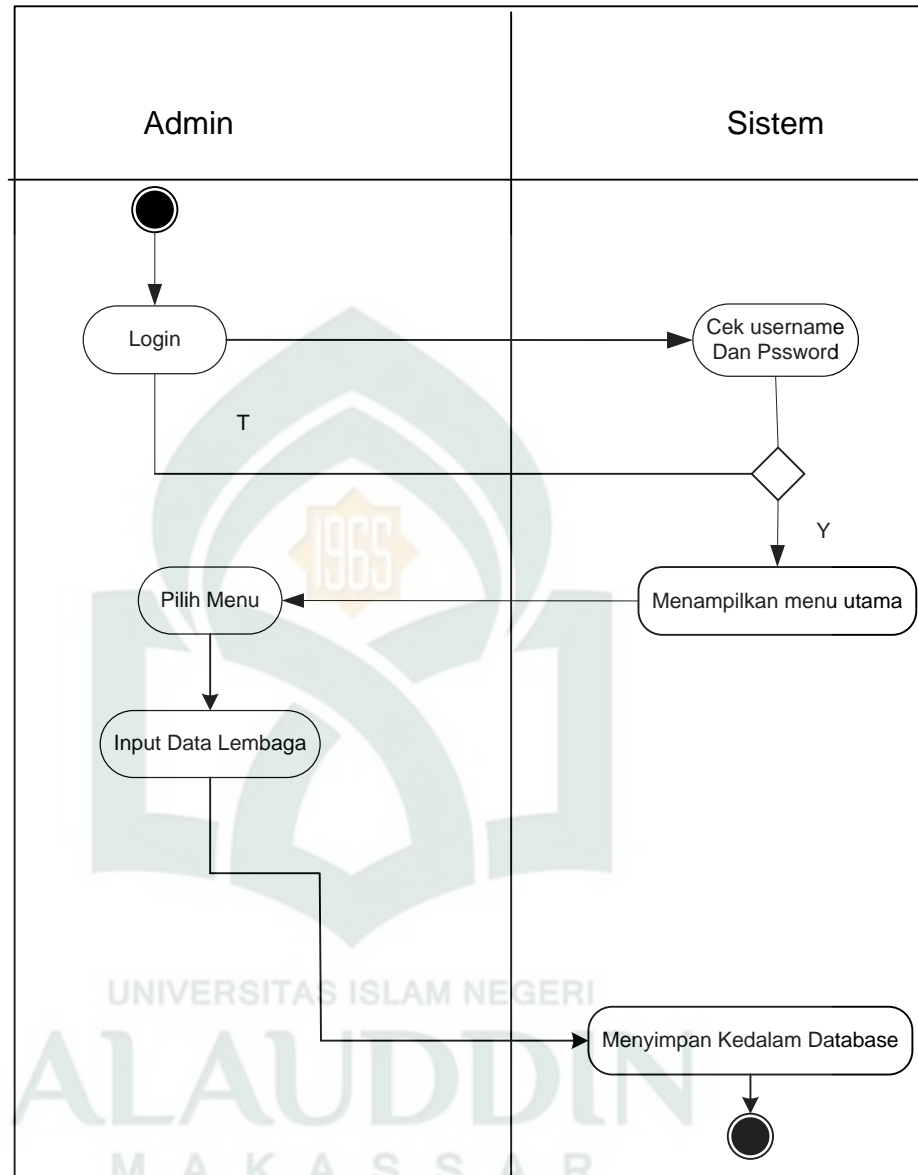 Admin
Sistem
Login
Cek username
Dan Pssword
T
Y
1965
Pilih Menu
Menampilkan menu utama
Input Data Lembaga
UNIVERSITAS ISLAM NEGERI
Menyimpan Kedalam Database
ALAUDDIN
MAKASSAR